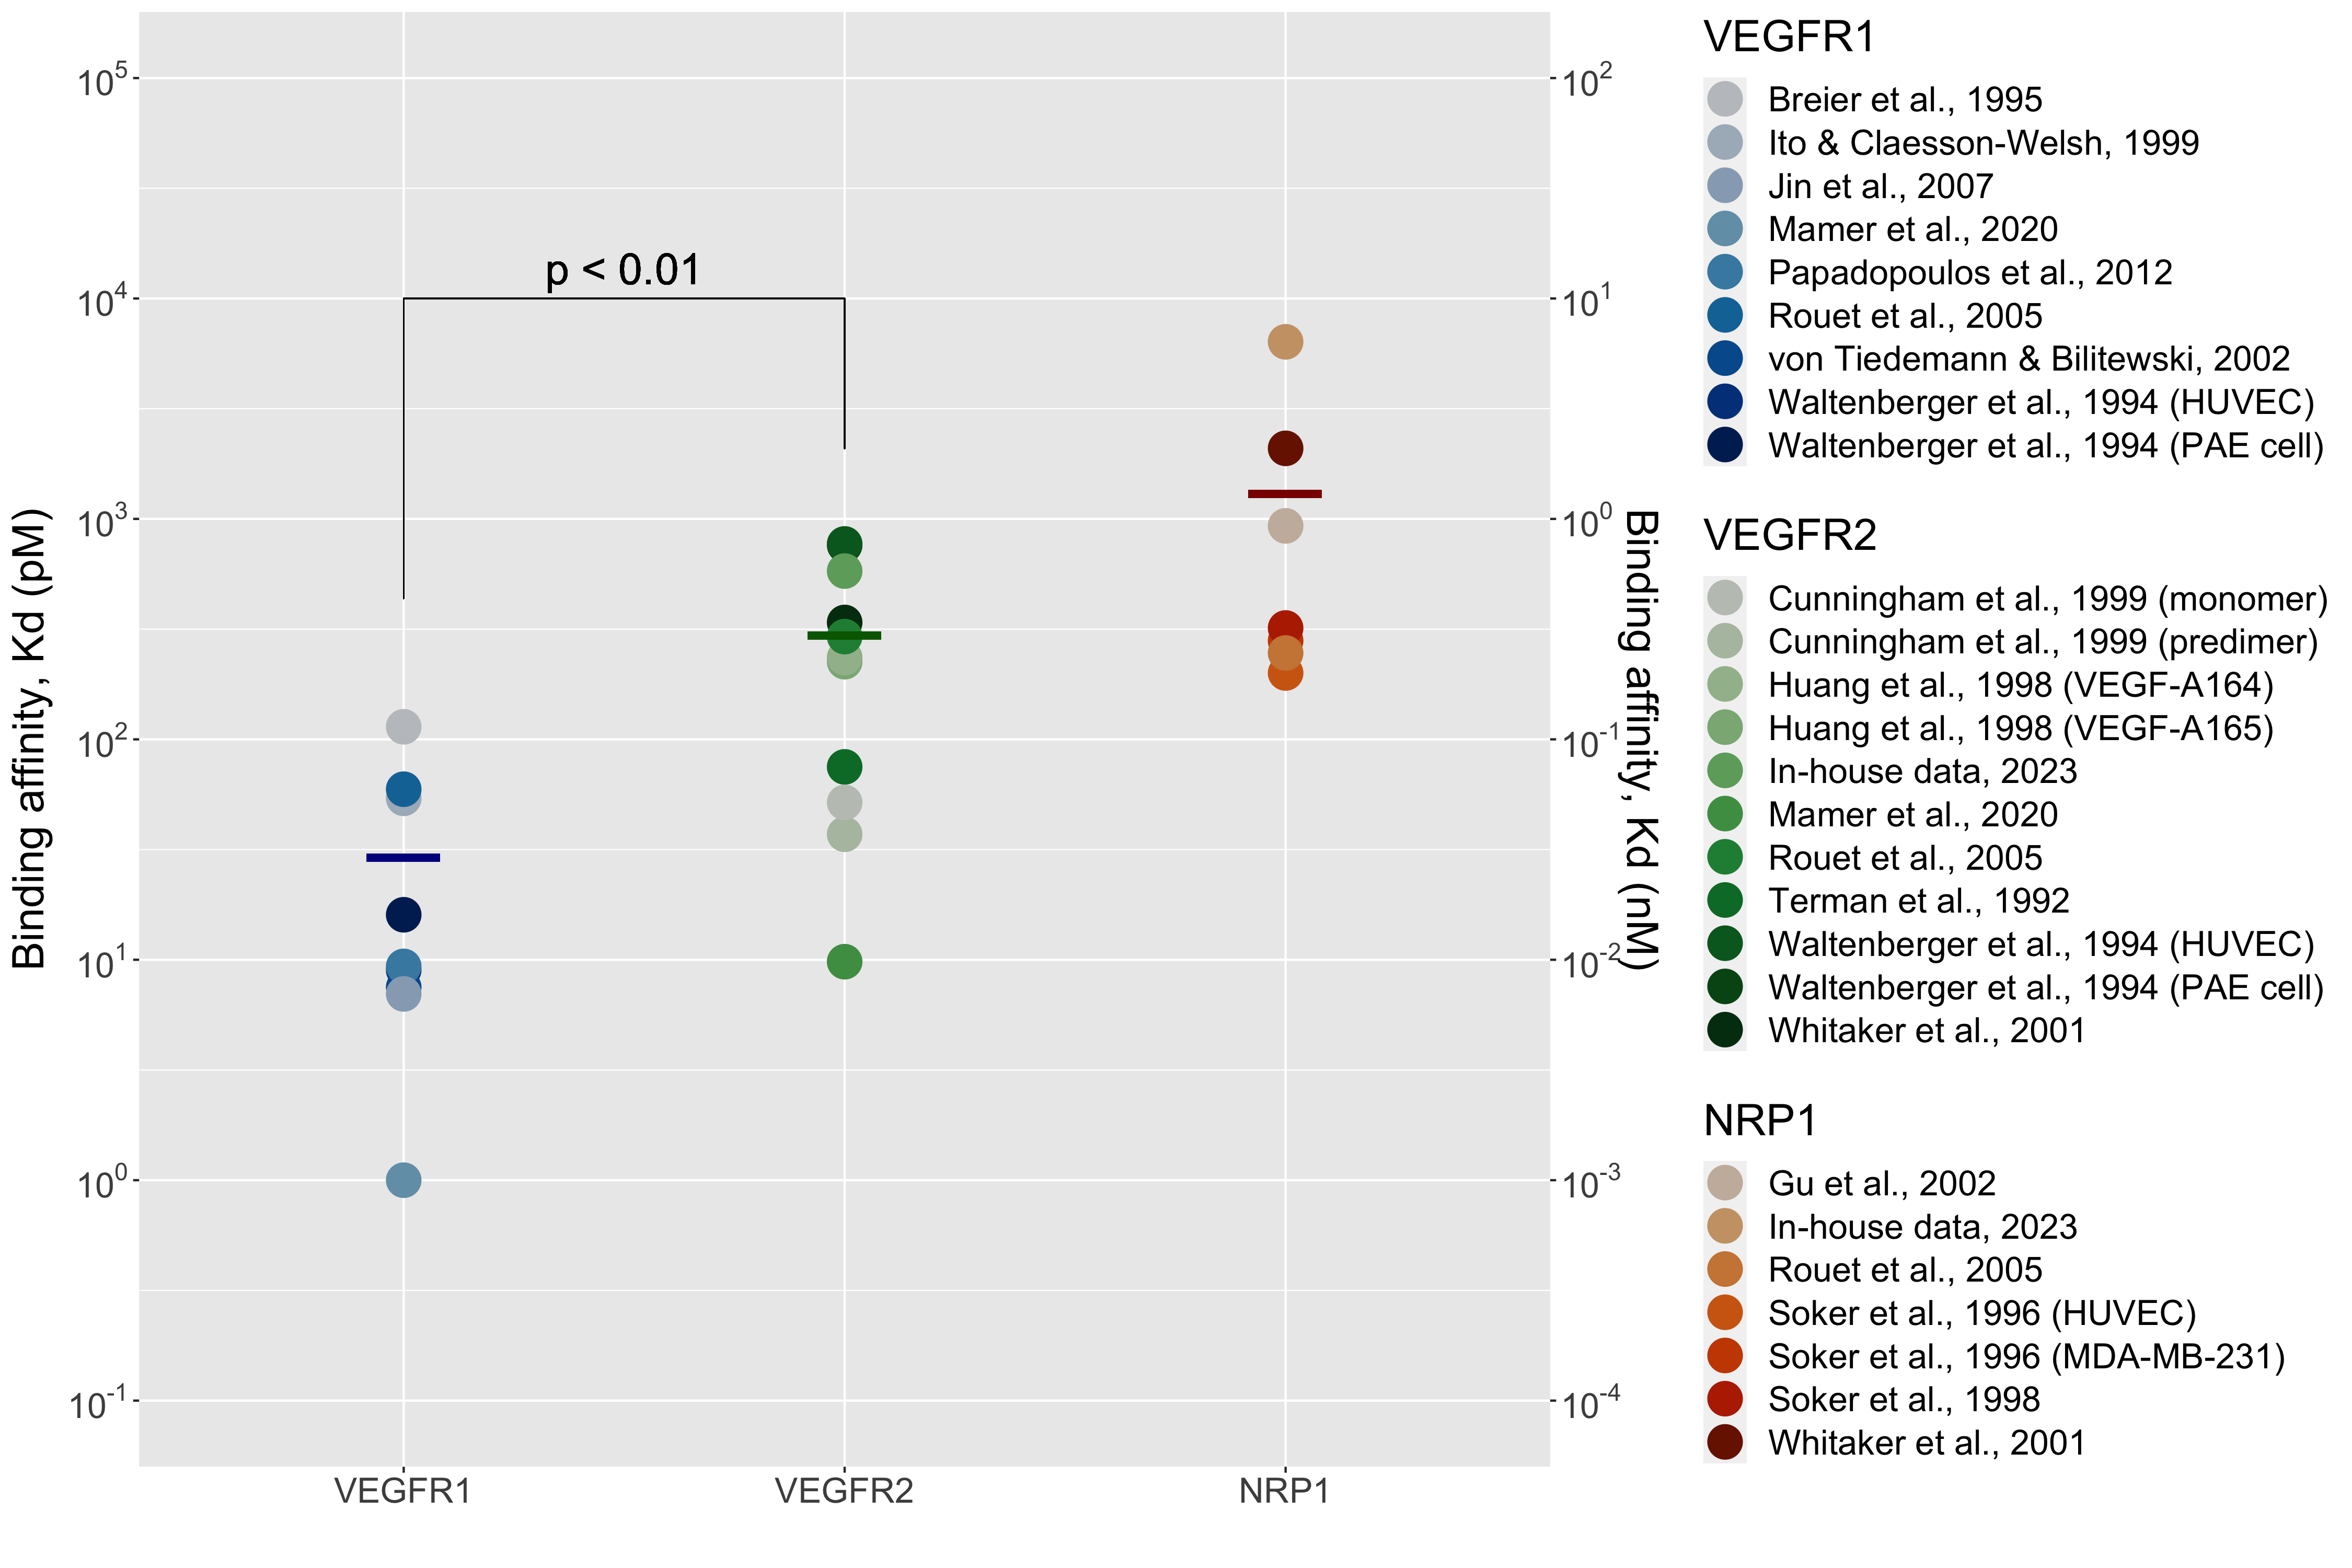 Binding affinity, Kd (pM)
10^5
10^4
10^3
10^2
10^1
10^0
10^-1
p < 0.01
VEGFR1
VEGFR2
NRP1
10^2
10^1
10^0
10^-1
10^-2
10^-3
10^-4
Binding affinity, Kd (nM)
VEGFR1
Breier et al., 1995
Ito & Claesson-Welsh, 1999
Jin et al., 2007
Mamer et al., 2020
Papadopoulos et al., 2012
Rouet et al., 2005
von Tiedemann & Bilitewski, 2002
Waltenberger et al., 1994 (HUVEC)
Waltenberger et al., 1994 (PAE cell)
VEGFR2
Cunningham et al., 1999 (monomer)
Cunningham et al., 1999 (predimer)
Huang et al., 1998 (VEGF-A164)
Huang et al., 1998 (VEGF-A165)
In-house data, 2023
Mamer et al., 2020
Rouet et al., 2005
Terman et al., 1992
Waltenberger et al., 1994 (HUVEC)
Waltenberger et al., 1994 (PAE cell)
Whitaker et al., 2001
NRP1
Gu et al., 2002
In-house data, 2023
Rouet et al., 2005
Soker et al., 1996 (HUVEC)
Soker et al., 1996 (MDA-MB-231)
Soker et al., 1998
Whitaker et al., 2001